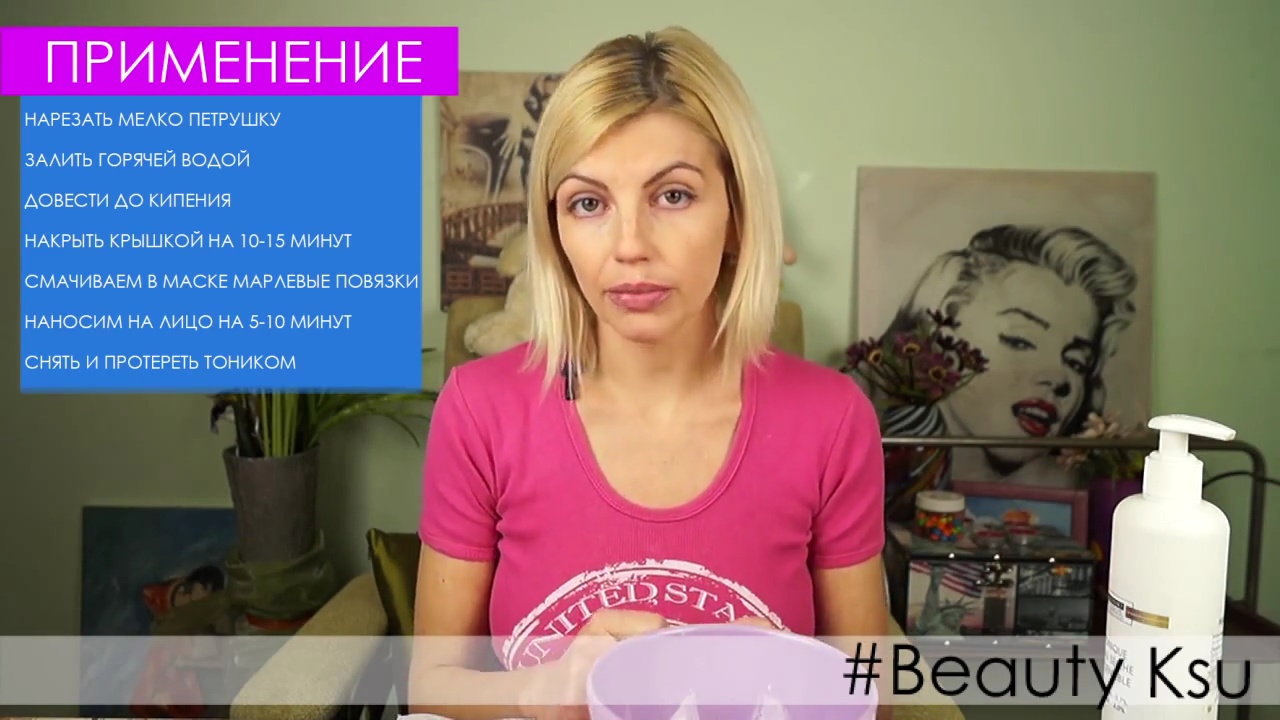 ПРИМЕНЕНИЕ
НАРЕЗАТЬ МЕЛКО ПЕТРУШКУ
ЗАЛИТЬ ГОРЯЧЕЙ ВОДОЙ
ДОВЕСТИ ДО КИПЕНИЯ
НАКРЫТЬ КРЫШКОЙ НА 10-15 МИНУТ
СМАЧИВАЕМ В МАСКЕ МАРЛЕВЫЕ ПОВЯЗКИ
НАНОСИМ НА ЛИЦО НА 5-10 МИНУТ
СНЯТЬ И ПРОТЕРЕТЬ ТОНИКОМ
UNITED
#Beauty Ksu